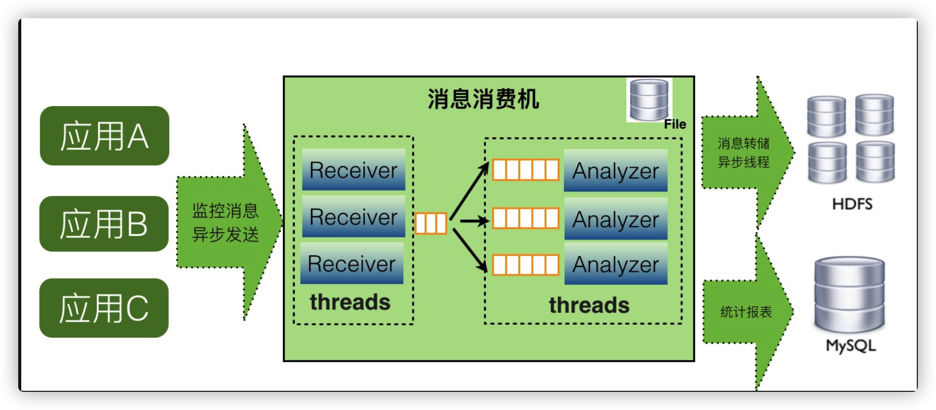 消息消费机
File
应用A
应用B
应用C
监控消息
异步发送
Receiver
Receiver
Receiver
threads
Analyzer
Analyzer
Analyzer
threads
消息转储
异步线程
HDFS
统计报表
MySQL